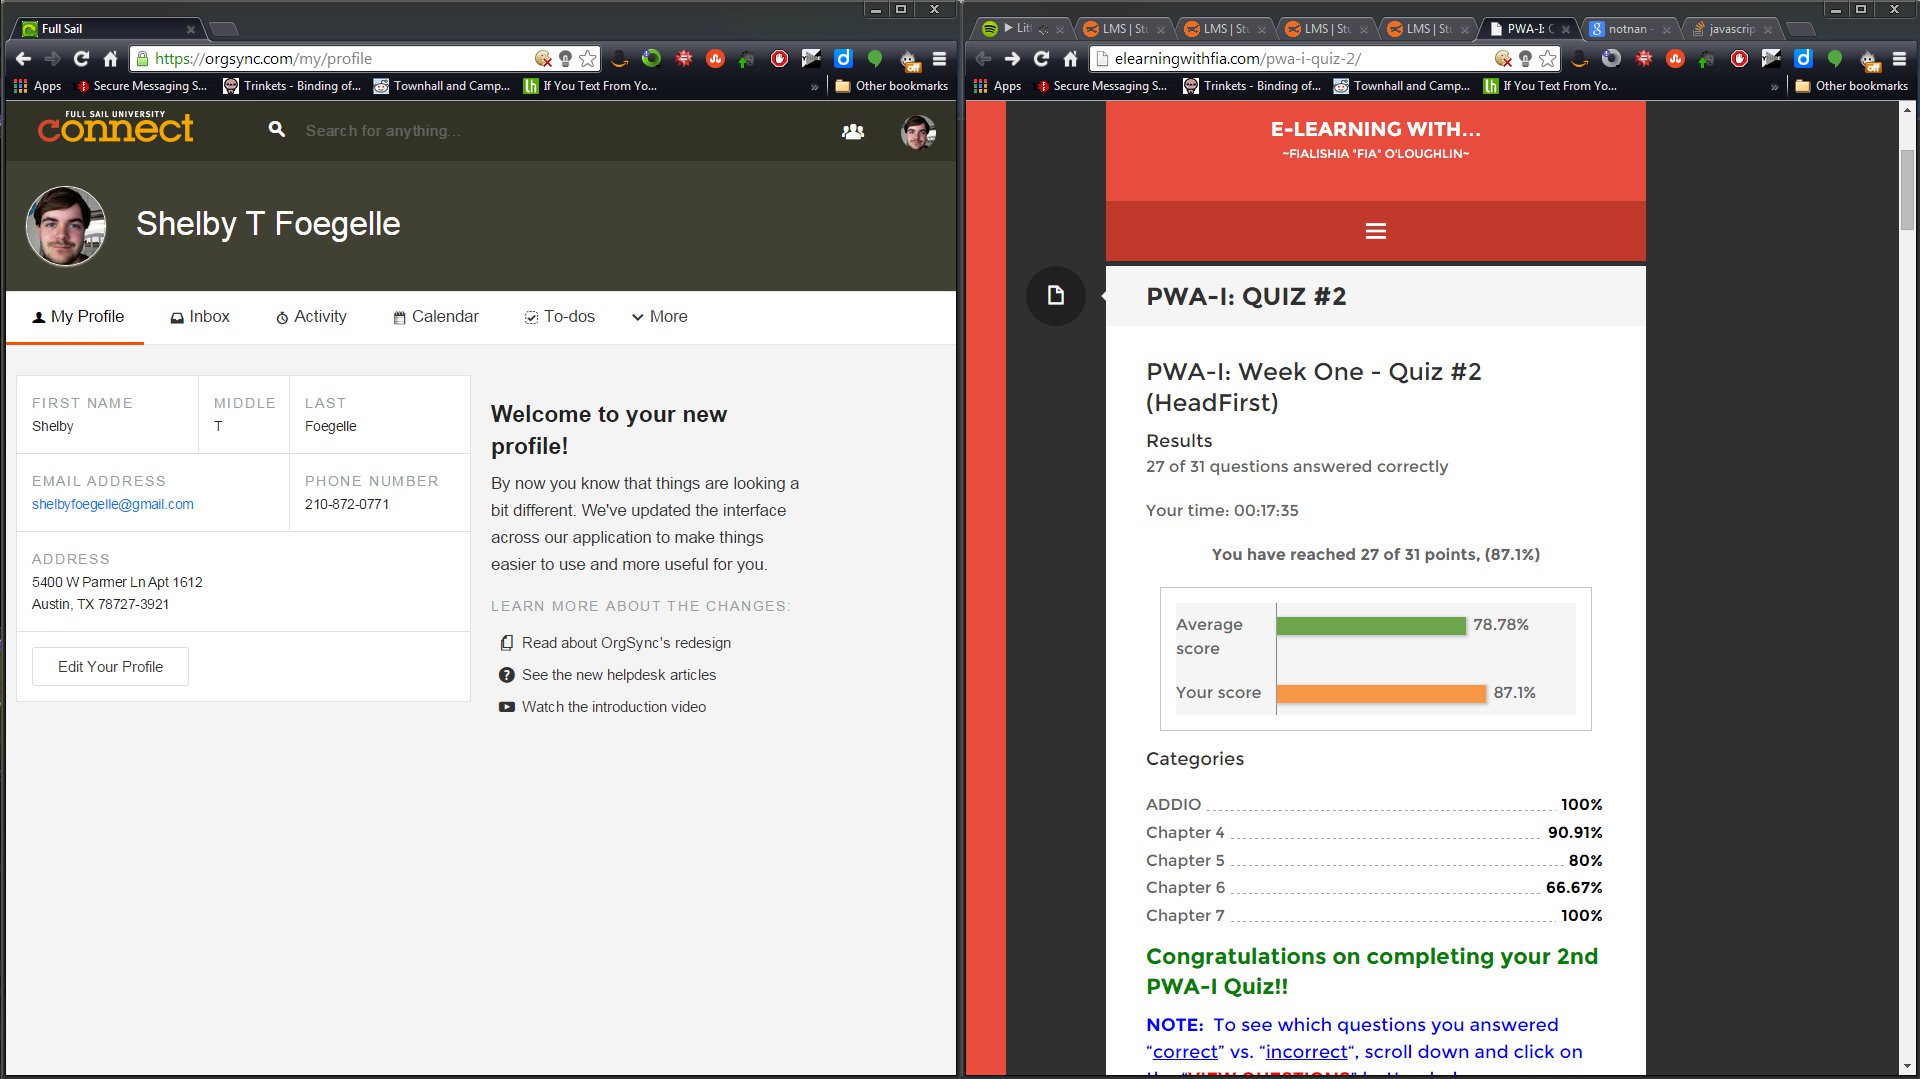 Full Sail
https://orgsync.com/my/profile
Apps
Secure Messaging S...
Trinkets - Binding of...
Townhall and Camp...
If You Text From Yo...
»
Other bookmarks
FULL SAIL UNIVERSITY
connect
Search for anything...
Shelby T Foegelle
My Profile
Inbox
Activity
Calendar
To-dos
More
FIRST NAME
Shelby
MIDDLE
T
LAST
Foegelle
EMAIL ADDRESS
shelbyfoegelle@gmail.com
PHONE NUMBER
210-872-0771
ADDRESS
5400 W Parmer Ln Apt 1612
Austin, TX 78727-3921
Edit Your Profile
Welcome to your new
profile!
By now you know that things are looking a
bit different. We've updated the interface
across our application to make things
easier to use and more useful for you.
LEARN MORE ABOUT THE CHANGES:
Read about OrgSync's redesign
See the new helpdesk articles
Watch the introduction video
Litt
LMS | Stu
LMS | Stu
LMS | Stu
LMS | Stu
PWA-I: Q
notnan -
javascrip
elearningwithfia.com/pwa-i-quiz-2/
Apps
Secure Messaging S...
Trinkets - Binding of...
Townhall and Camp...
If You Text From Yo...
»
Other bookmarks
E-LEARNING WITH...
~FIALISHIA "FIA" O'LOUGHLIN~
PWA-I: QUIZ #2
PWA-I: Week One - Quiz #2
(HeadFirst)
Results
27 of 31 questions answered correctly
Your time: 00:17:35
You have reached 27 of 31 points, (87.1%)
Average score 78.78%
Your score 87.1%
Categories
ADDIO 100%
Chapter 4 90.91%
Chapter 5 80%
Chapter 6 66.67%
Chapter 7 100%
Congratulations on completing your 2nd
PWA-I Quiz!!
NOTE: To see which questions you answered
“correct” vs. “incorrect“, scroll down and click on